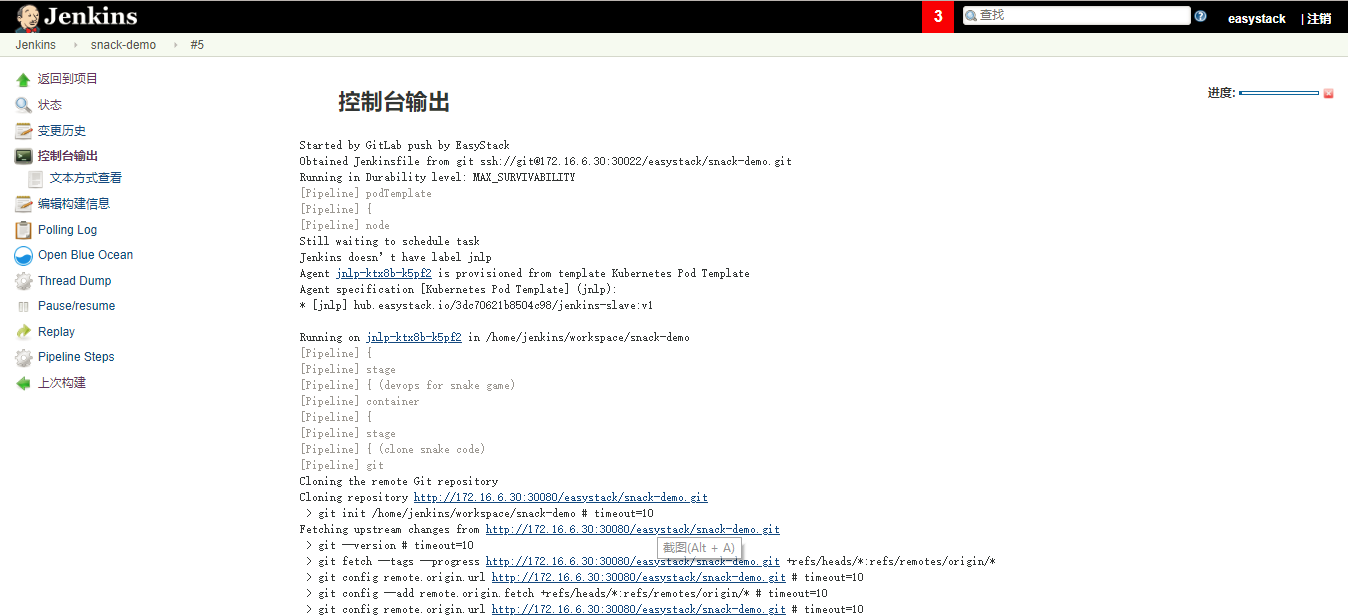 Jenkins
3
查找
easystack
| 注销
Jenkins
snack-demo
#5
返回到项目
状态
变更历史
控制台输出
文本方式查看
编辑构建信息
Polling Log
Open Blue Ocean
Thread Dump
Pause/resume
Replay
Pipeline Steps
上次构建
控制台输出
进度:
Started by GitLab push by EasyStack
Obtained Jenkinsfile from git ssh://git@172.16.6.30:30022/easystack/snack-demo.git
Running in Durability level: MAX_SURVIVABILITY
[Pipeline] podTemplate
[Pipeline] {
[Pipeline] node
Still waiting to schedule task
Jenkins doesn’t have label jnlp
Agent jnlp-ktx8b-k5pf2 is provisioned from template Kubernetes Pod Template
Agent specification [Kubernetes Pod Template] (jnlp):
* [jnlp] hub.easystack.io/3dc70621b8504c98/jenkins-slave:v1
Running on jnlp-ktx8b-k5pf2 in /home/jenkins/workspace/snack-demo
[Pipeline] {
[Pipeline] stage
[Pipeline] { (devops for snake game)
[Pipeline] container
[Pipeline] {
[Pipeline] stage
[Pipeline] { (clone snake code)
[Pipeline] git
Cloning the remote Git repository
Cloning repository http://172.16.6.30:30080/easystack/snack-demo.git
> git init /home/jenkins/workspace/snack-demo # timeout=10
Fetching upstream changes from http://172.16.6.30:30080/easystack/snack-demo.git
> git --version # timeout=10
截图(Alt + A)
> git fetch --tags --progress http://172.16.6.30:30080/easystack/snack-demo.git +refs/heads/*:refs/remotes/origin/*
> git config remote.origin.url http://172.16.6.30:30080/easystack/snack-demo.git # timeout=10
> git config --add remote.origin.fetch +refs/heads/*:refs/remotes/origin/* # timeout=10
> git config remote.origin.url http://172.16.6.30:30080/easystack/snack-demo.git # timeout=10